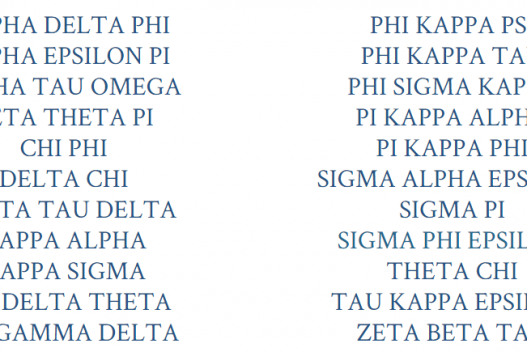 PHA DELTA PHI
PHA EPSILON PI
HA TAU OMEGA
ETA THETA PI
CHI PHI
DELTA CHI
TA TAU DELTA
APPA ALPHA
APPA SIGMA
DELTA THETA
GAMMA DELTA
PHI KAPPA PS
PHI KAPPA TA
PHI SIGMA KAP
PI KAPPA ALPH
PI KAPPA PHI
SIGMA ALPHA EPS
SIGMA PI
SIGMA PHI EPSIL
THETA CHI
TAU KAPPA EPSI
ZETA BETA TA